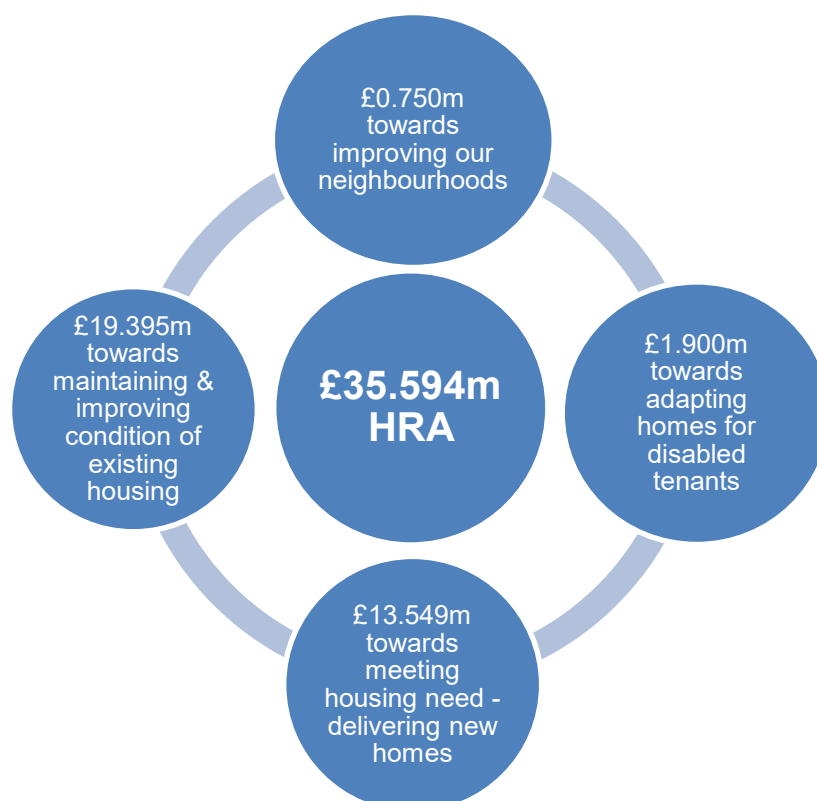 £0.750m
towards
improving our
neighbourhoods
£19.395m
towards
maintaining &
improving
condition of
existing
housing
£35.594m
HRA
£1.900m
towards
adapting
homes for
disabled
tenants
£13.549m
towards
meeting
housing need -
delivering new
homes